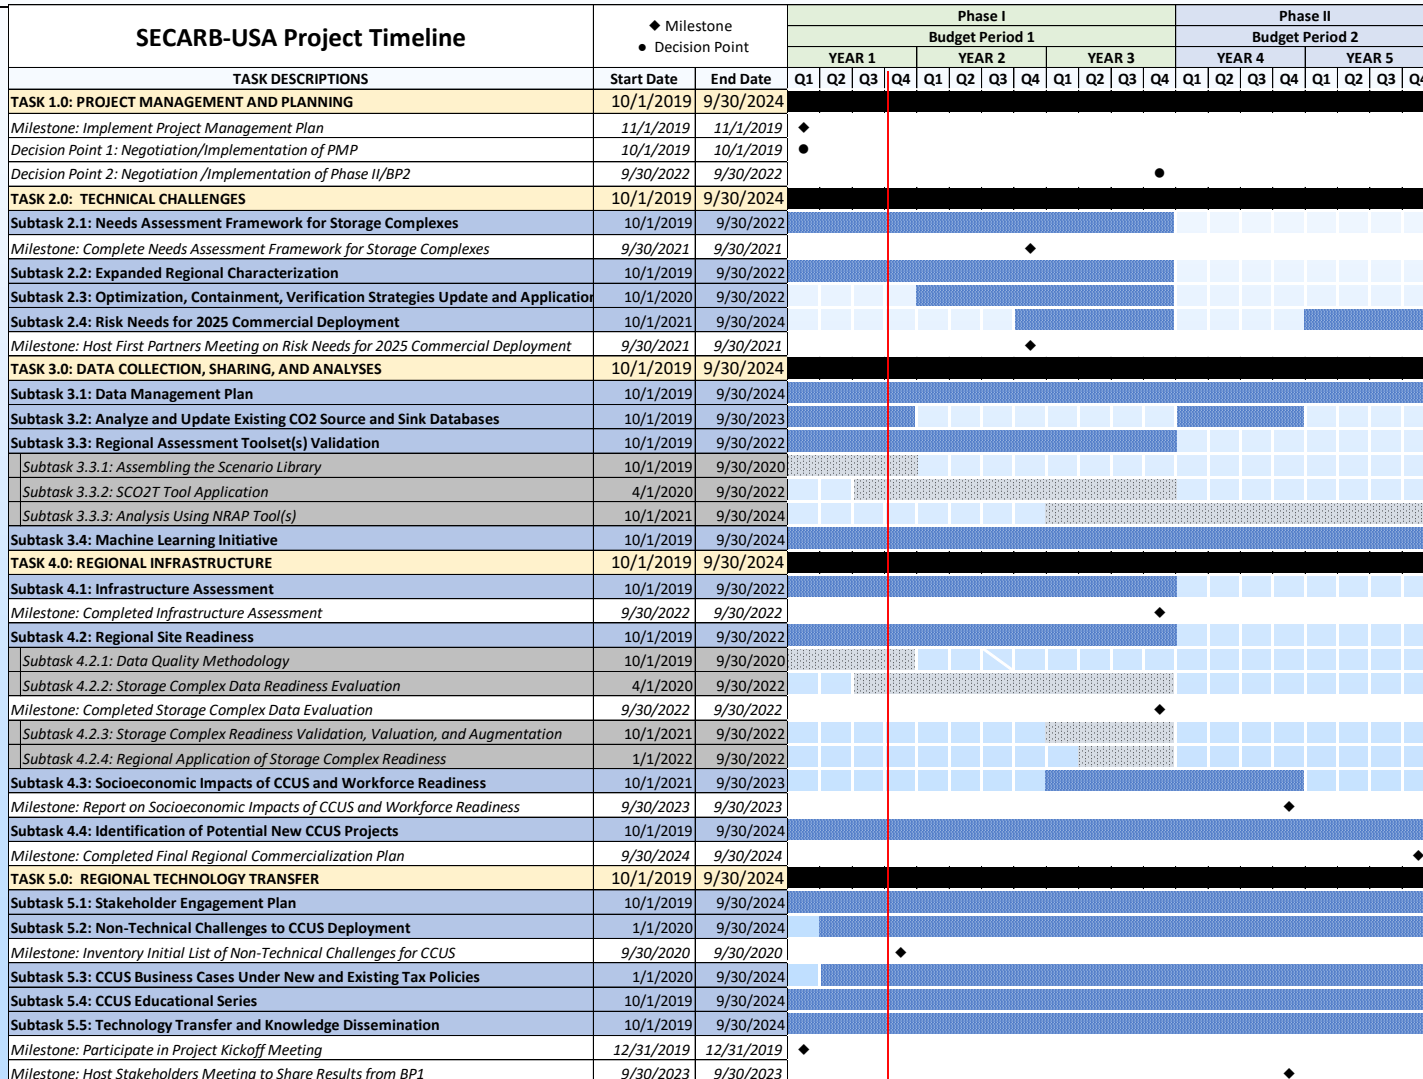 SECARB-USA Project Timeline
◆ Milestone
● Decision Point
Phase I Phase II
Budget Period 1 Budget Period 2
YEAR 1 YEAR 2 YEAR 3 YEAR 4 YEAR 5
TASK DESCRIPTIONS Start Date End Date Q1 Q2 Q3 Q4 Q1 Q2 Q3 Q4 Q1 Q2 Q3 Q4 Q1 Q2 Q3 Q4 Q1 Q2 Q3 Q4
TASK 1.0: PROJECT MANAGEMENT AND PLANNING 10/1/2019 9/30/2024
Milestone: Implement Project Management Plan 11/1/2019 11/1/2019
Decision Point 1: Negotiation/Implementation of PMP 10/1/2019 10/1/2019
Decision Point 2: Negotiation /Implementation of Phase II/BP2 9/30/2022 9/30/2022
TASK 2.0: TECHNICAL CHALLENGES 10/1/2019 9/30/2024
Subtask 2.1: Needs Assessment Framework for Storage Complexes 10/1/2019 9/30/2022
Milestone: Complete Needs Assessment Framework for Storage Complexes 9/30/2021 9/30/2021
Subtask 2.2: Expanded Regional Characterization 10/1/2019 9/30/2022
Subtask 2.3: Optimization, Containment, Verification Strategies Update and Application 10/1/2020 9/30/2022
Subtask 2.4: Risk Needs for 2025 Commercial Deployment 10/1/2021 9/30/2024
Milestone: Host First Partners Meeting on Risk Needs for 2025 Commercial Deployment 9/30/2021 9/30/2021
TASK 3.0: DATA COLLECTION, SHARING, AND ANALYSES 10/1/2019 9/30/2024
Subtask 3.1: Data Management Plan 10/1/2019 9/30/2024
Subtask 3.2: Analyze and Update Existing CO2 Source and Sink Databases 10/1/2019 9/30/2023
Subtask 3.3: Regional Assessment Toolset(s) Validation 10/1/2019 9/30/2022
Subtask 3.3.1: Assembling the Scenario Library 10/1/2019 9/30/2020
Subtask 3.3.2: SCO2T Tool Application 4/1/2020 9/30/2022
Subtask 3.3.3: Analysis Using NRAP Tool(s) 10/1/2021 9/30/2024
Subtask 3.4: Machine Learning Initiative 10/1/2019 9/30/2024
TASK 4.0: REGIONAL INFRASTRUCTURE 10/1/2019 9/30/2024
Subtask 4.1: Infrastructure Assessment 10/1/2019 9/30/2022
Milestone: Completed Infrastructure Assessment 9/30/2022 9/30/2022
Subtask 4.2: Regional Site Readiness 10/1/2019 9/30/2022
Subtask 4.2.1: Data Quality Methodology 10/1/2019 9/30/2020
Subtask 4.2.2: Storage Complex Data Readiness Evaluation 4/1/2020 9/30/2022
Milestone: Completed Storage Complex Data Evaluation 9/30/2022 9/30/2022
Subtask 4.2.3: Storage Complex Readiness Validation, Valuation, and Augmentation 10/1/2021 9/30/2022
Subtask 4.2.4: Regional Application of Storage Complex Readiness 1/1/2022 9/30/2022
Subtask 4.3: Socioeconomic Impacts of CCUS and Workforce Readiness 10/1/2021 9/30/2023
Milestone: Report on Socioeconomic Impacts of CCUS and Workforce Readiness 9/30/2023 9/30/2023
Subtask 4.4: Identification of Potential New CCUS Projects 10/1/2019 9/30/2024
Milestone: Completed Final Regional Commercialization Plan 9/30/2024 9/30/2024
TASK 5.0: REGIONAL TECHNOLOGY TRANSFER 10/1/2019 9/30/2024
Subtask 5.1: Stakeholder Engagement Plan 10/1/2019 9/30/2024
Subtask 5.2: Non-Technical Challenges to CCUS Deployment 1/1/2020 9/30/2024
Milestone: Inventory Initial List of Non-Technical Challenges for CCUS 9/30/2020 9/30/2020
Subtask 5.3: CCUS Business Cases Under New and Existing Tax Policies 1/1/2020 9/30/2024
Subtask 5.4: CCUS Educational Series 10/1/2019 9/30/2024
Subtask 5.5: Technology Transfer and Knowledge Dissemination 10/1/2019 9/30/2024
Milestone: Participate in Project Kickoff Meeting 12/31/2019 12/31/2019
Milestone: Host Stakeholders Meeting to Share Results from BP1 9/30/2023 9/30/2023